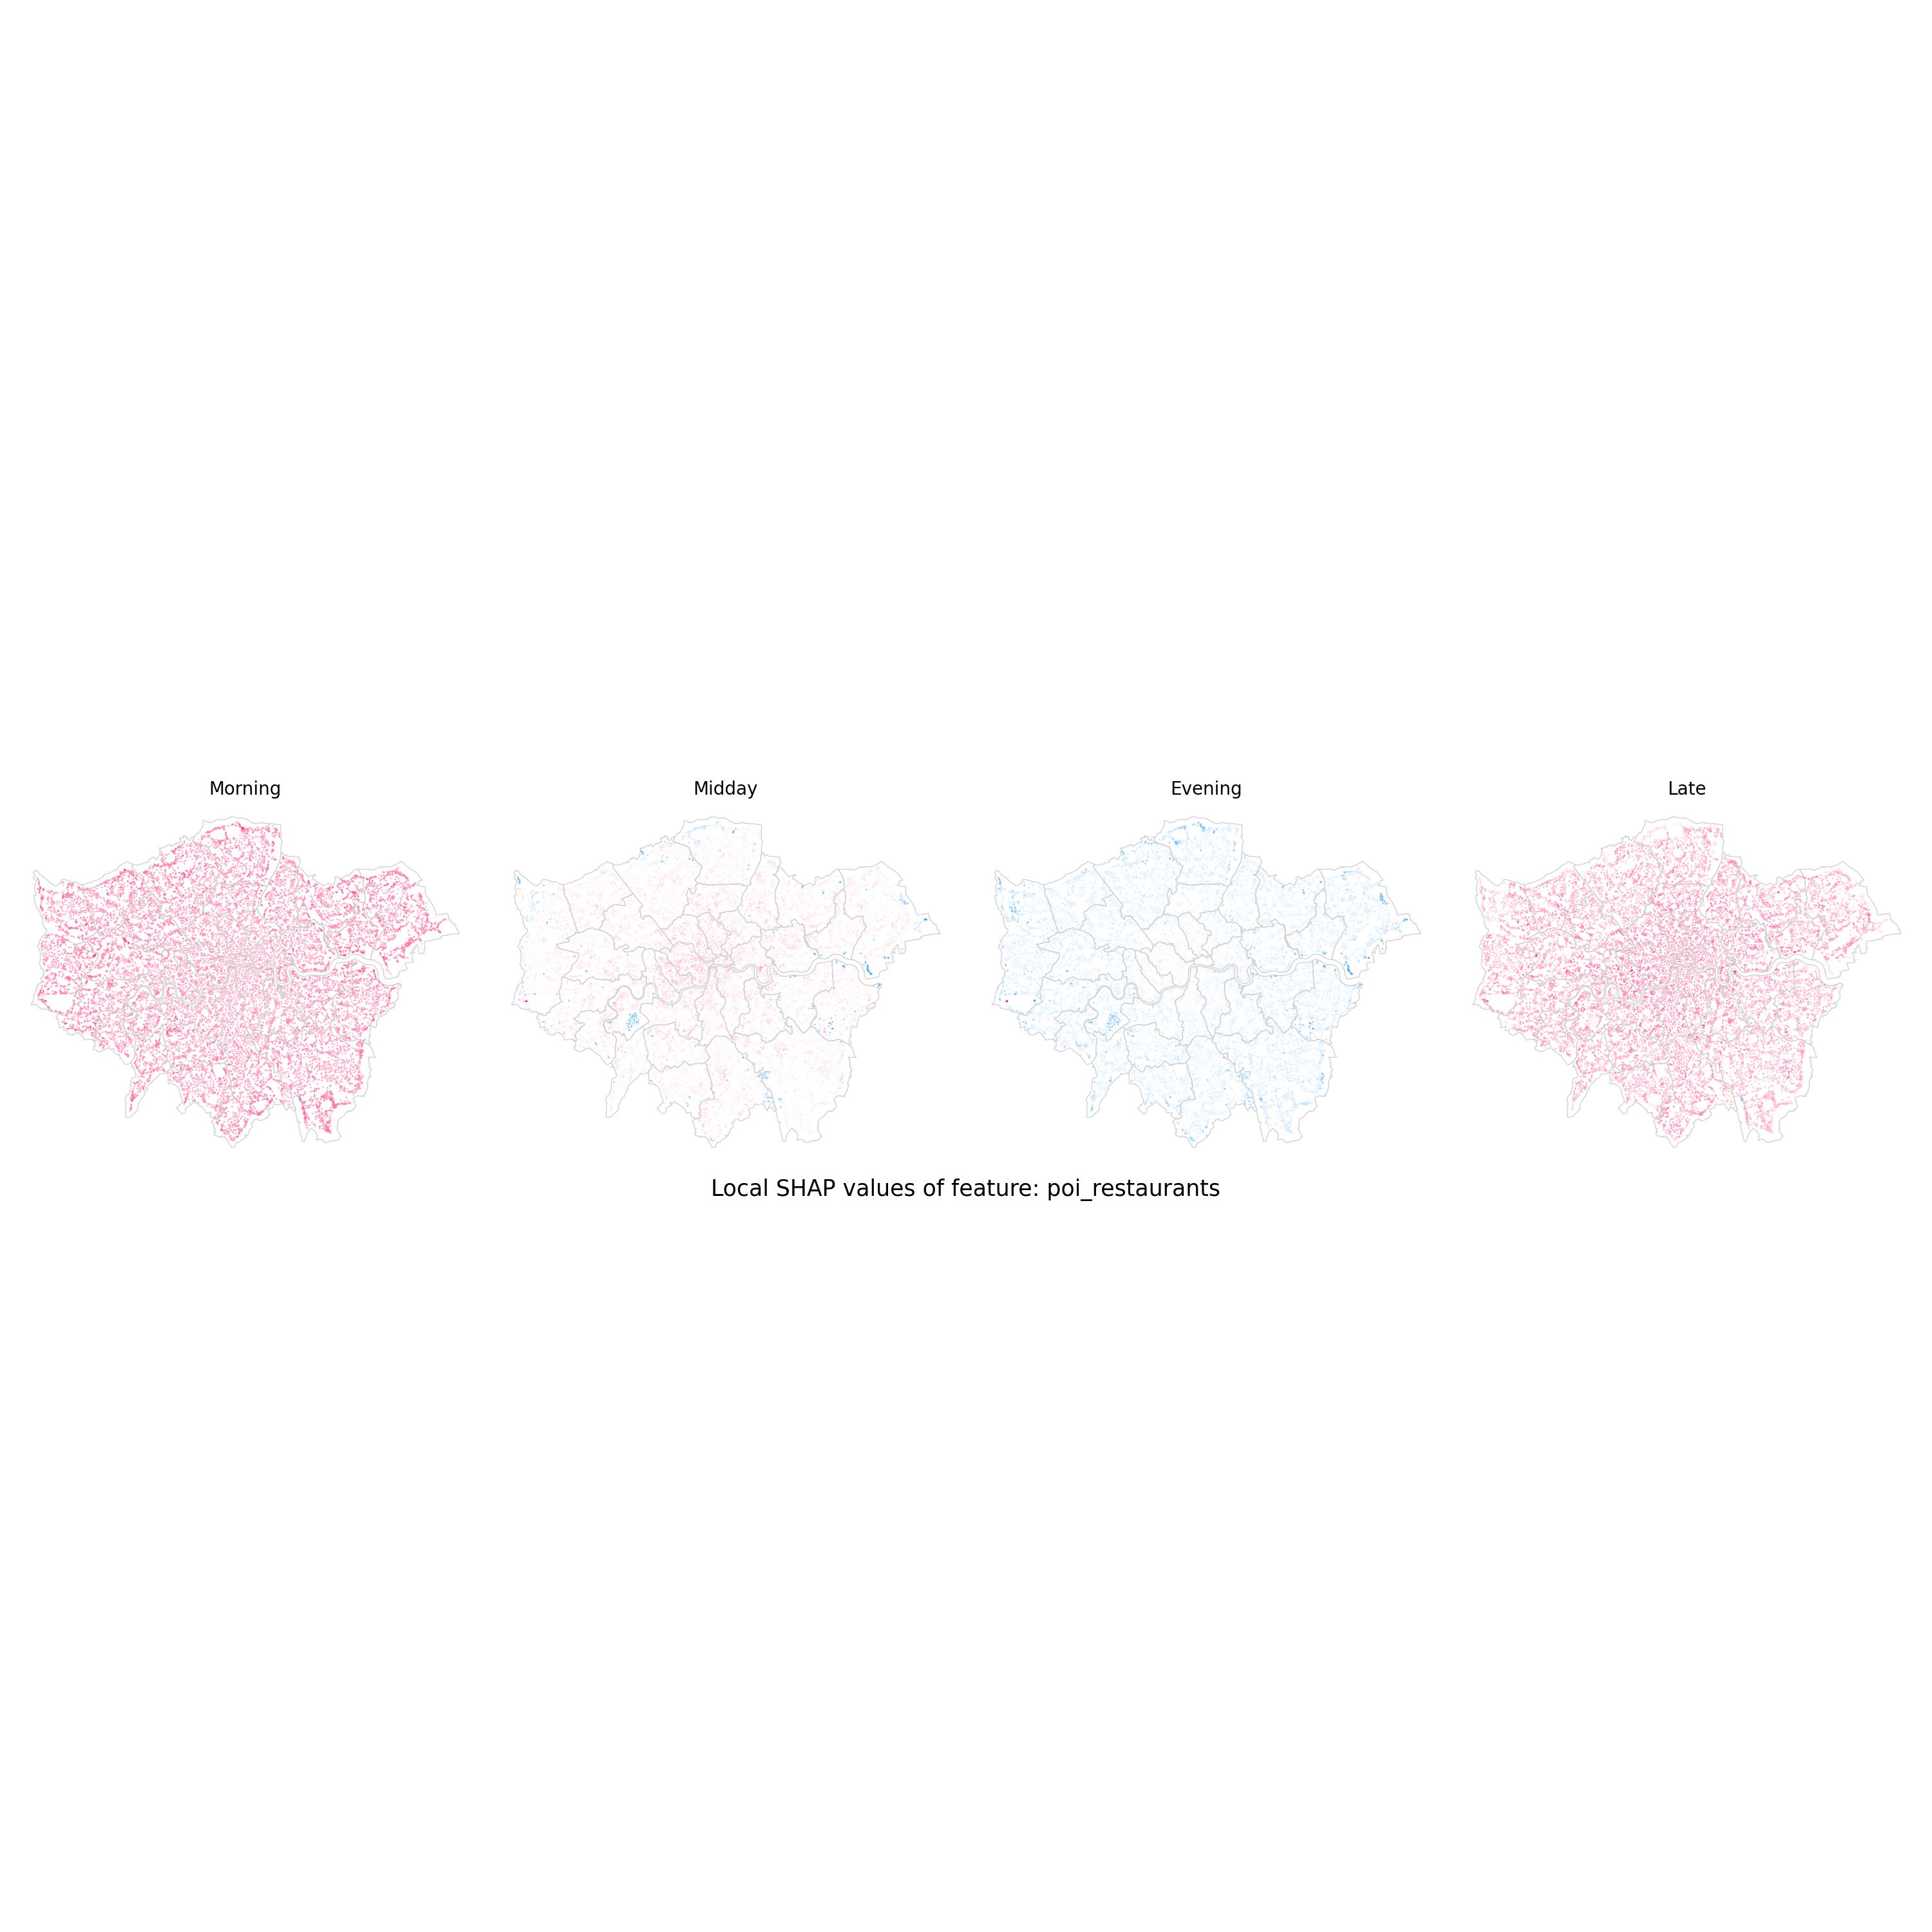 Morning
Midday
Evening
Late
Local SHAP values of feature: poi_restaurants